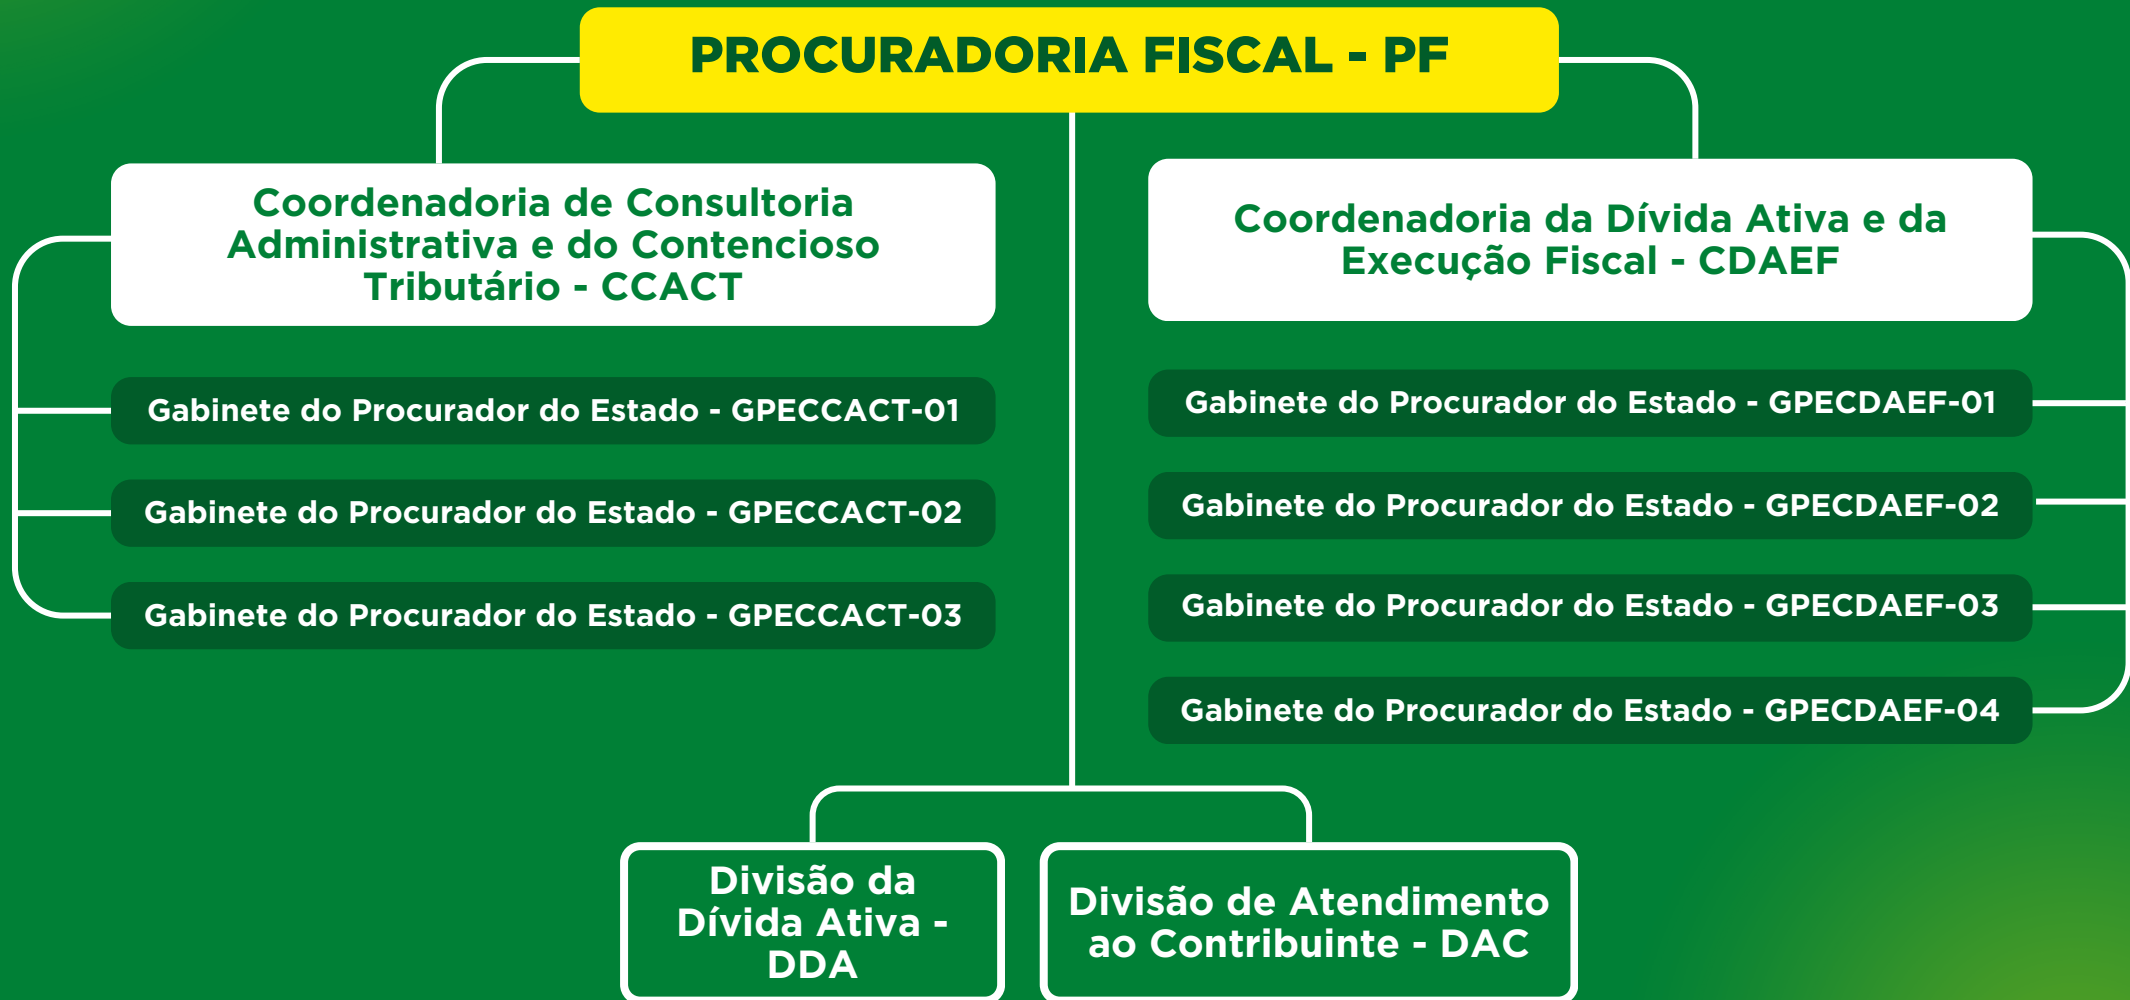 PROCURADORIA FISCAL - PF
Coordenadoria de Consultoria
Administrativa e do Contencioso
Tributário - CCACT
Gabinete do Procurador do Estado - GPECCACT-01
Gabinete do Procurador do Estado - GPECCACT-02
Gabinete do Procurador do Estado - GPECCACT-03
Coordenadoria da Dívida Ativa e da
Execução Fiscal - CDAEF
Gabinete do Procurador do Estado - GPECDAEF-01
Gabinete do Procurador do Estado - GPECDAEF-02
Gabinete do Procurador do Estado - GPECDAEF-03
Gabinete do Procurador do Estado - GPECDAEF-04
Divisão da
Dívida Ativa -
DDA
Divisão de Atendimento
ao Contribuinte - DAC